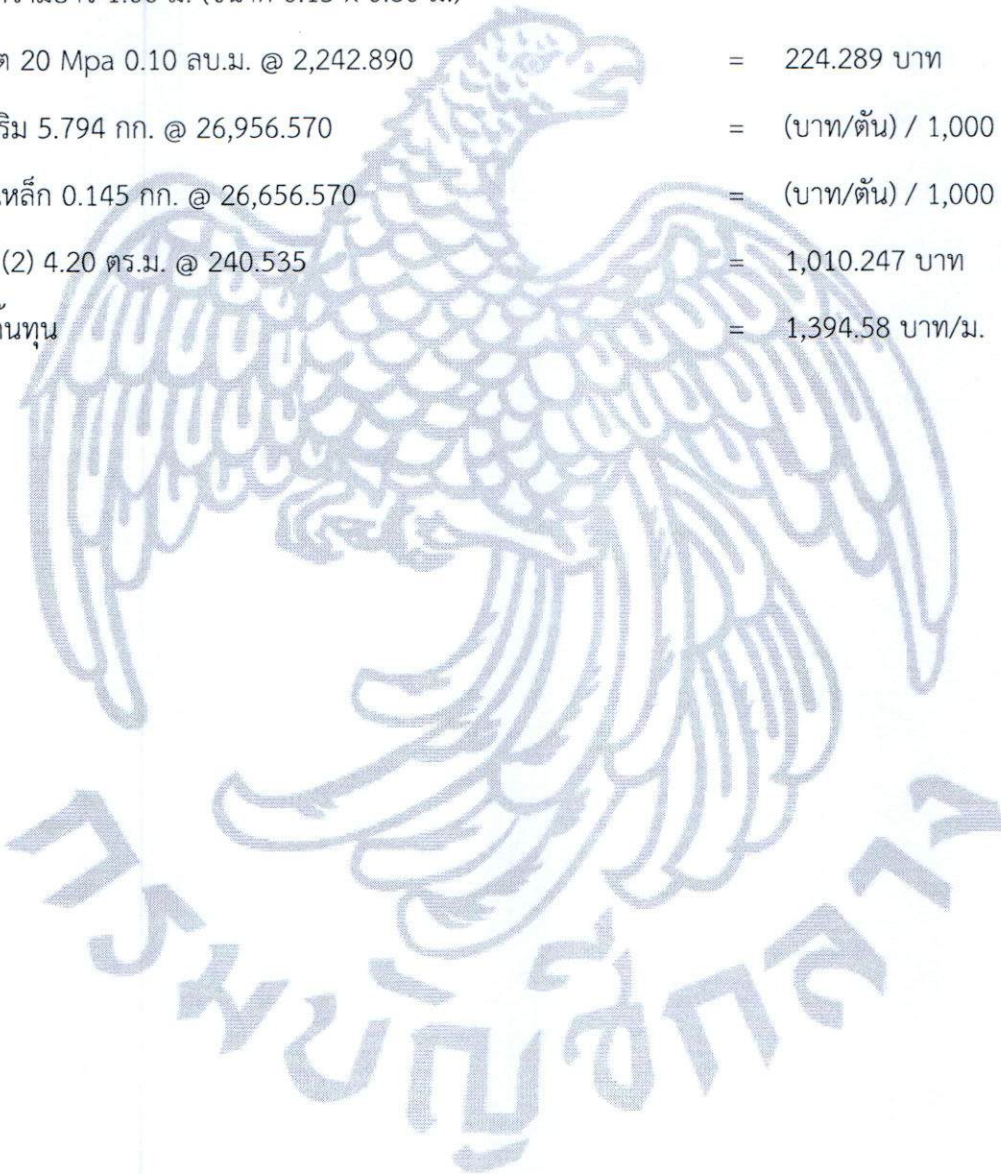 ต 20 Mpa 0.10 ลบ.ม. @ 2,242.890 = 224.289 บาท
ริม 5.794 กก. @ 26,956.570 = (บาท/ตัน) / 1,000
เหล็ก 0.145 กก. @ 26,656.570 = (บาท/ตัน) / 1,000
(2) 4.20 ตร.ม. @ 240.535 = 1,010.247 บาท
้นทุน = 1,394.58 บาท/ม.
กรมบัญชีกลาง